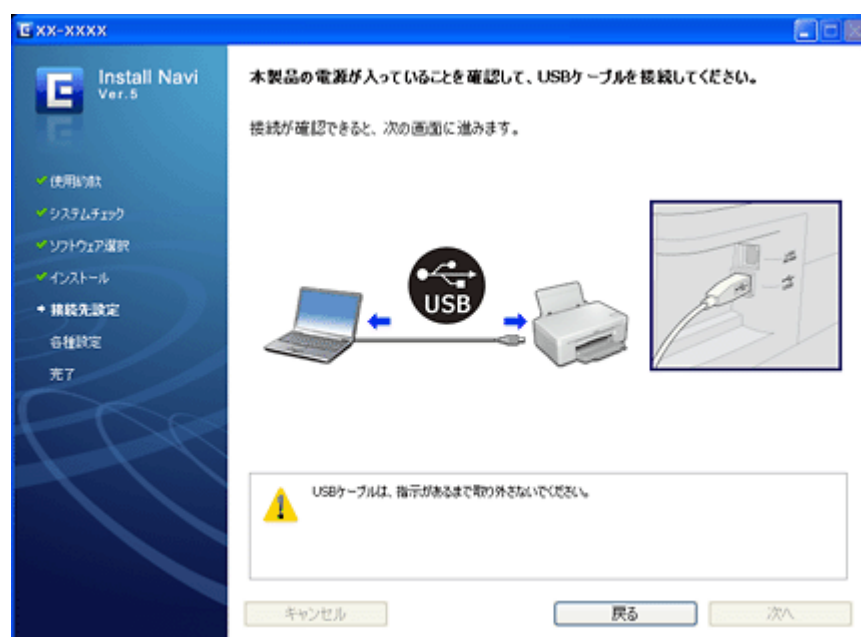 XX-XXXX
Install Navi
Ver.5
使用約款
システムチェック
ソフトウェア選択
インストール
接続先設定
各種設定
完了
本製品の電源が入っていることを確認して、USBケーブルを接続してください。
接続が確認できると、次の画面に進みます。
USB
USBケーブルは、指示があるまで取り外さないでください。
キャンセル
戻る
次へ